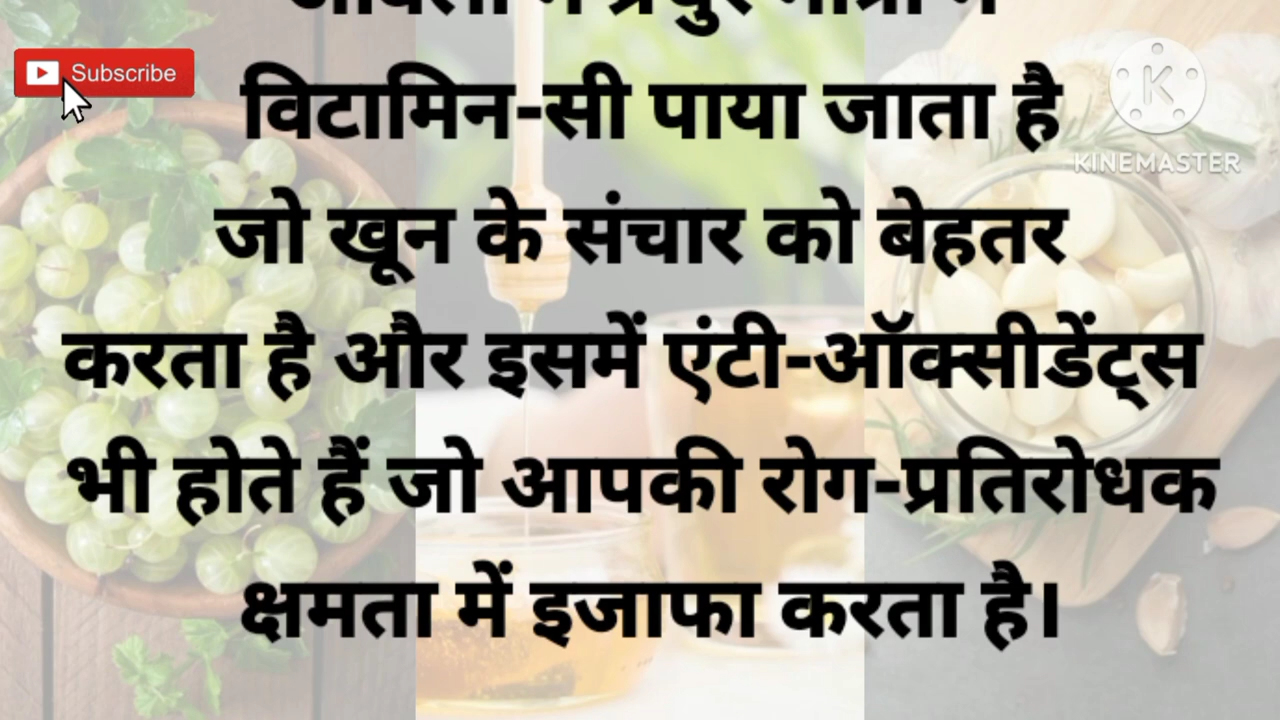 Subscribe
विटामिन-सी पाया जाता है
KINEMASTER
जो खून के संचार को बेहतर
करता है और इसमें एंटी-ऑक्सीडेंट्स
भी होते हैं जो आपकी रोग-प्रतिरोधक
क्षमता में इजाफा करता है।